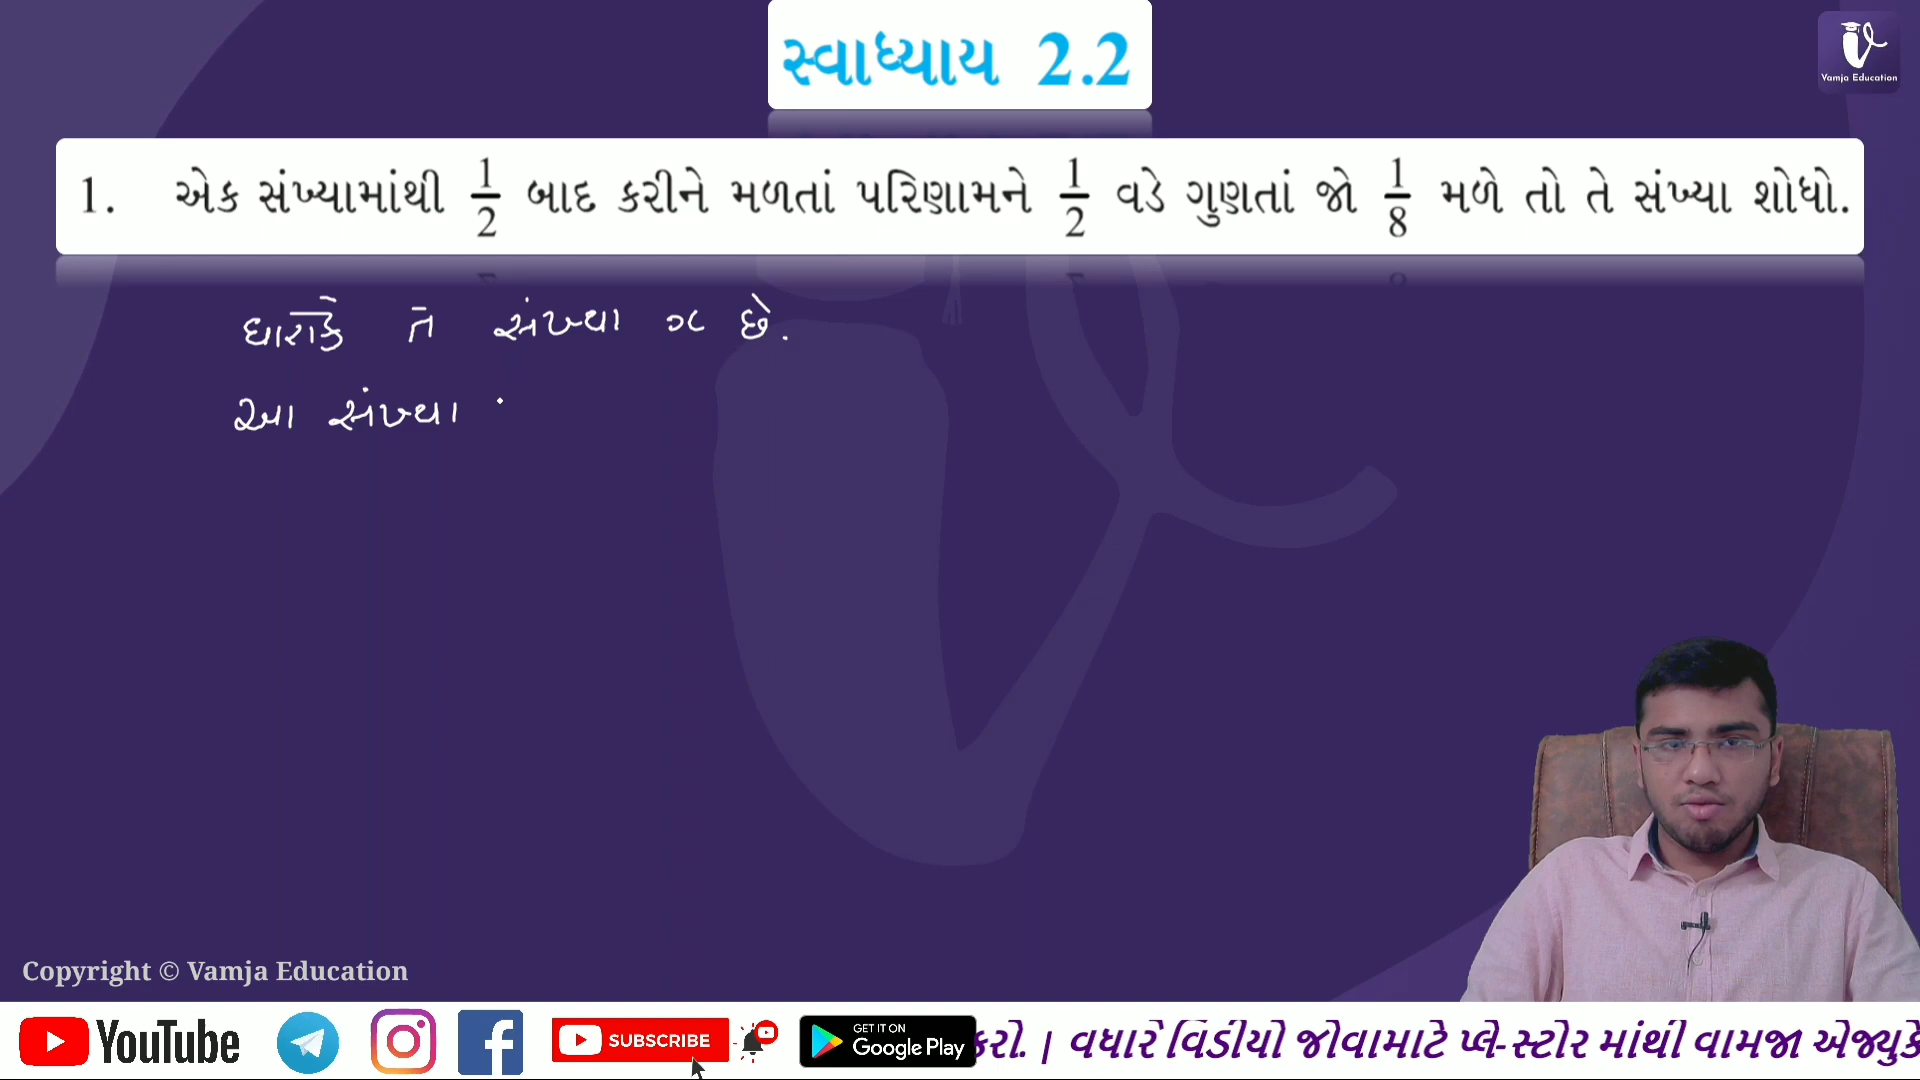 સ્વાધ્યાય 2.2
Vamja Education
1. એક સંખ્યામાંથી 1/2 બાદ કરીને મળતાં પરિણામને 1/2 વડે ગુણતાં જો 1/8 મળે તો તે સંખ્યા શોધો.
ધારોકે તે સંખ્યા x છે.
આ સંખ્યા
Copyright © Vamja Education
YouTube
SUBSCRIBE
GET IT ON
Google Play
કરો. | વધારે વિડીયો જોવામાટે પ્લે-સ્ટોર માંથી વામજા એજ્યુકે